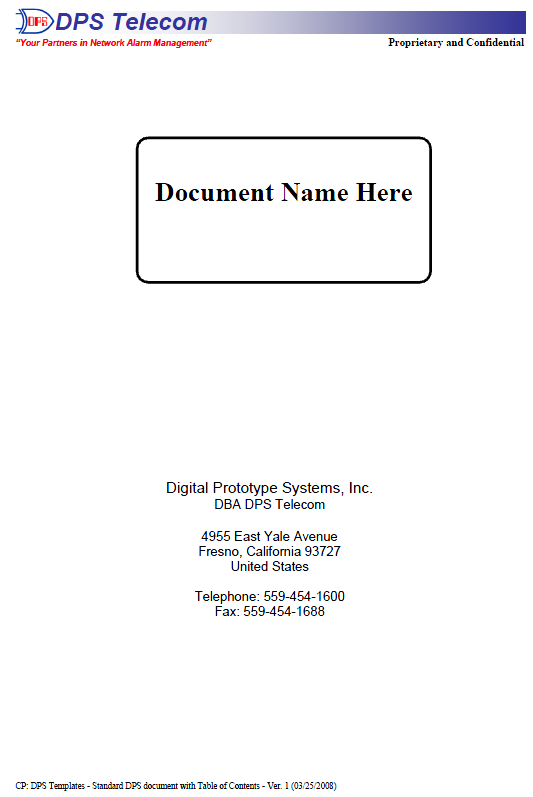 DPS DPS Telecom
“Your Partners in Network Alarm Management” Proprietary and Confidential
Document Name Here
Digital Prototype Systems, Inc.
DBA DPS Telecom
4955 East Yale Avenue
Fresno, California 93727
United States
Telephone: 559-454-1600
Fax: 559-454-1688
CP: DPS Templates - Standard DPS document with Table of Contents - Ver. 1 (03/25/2008)